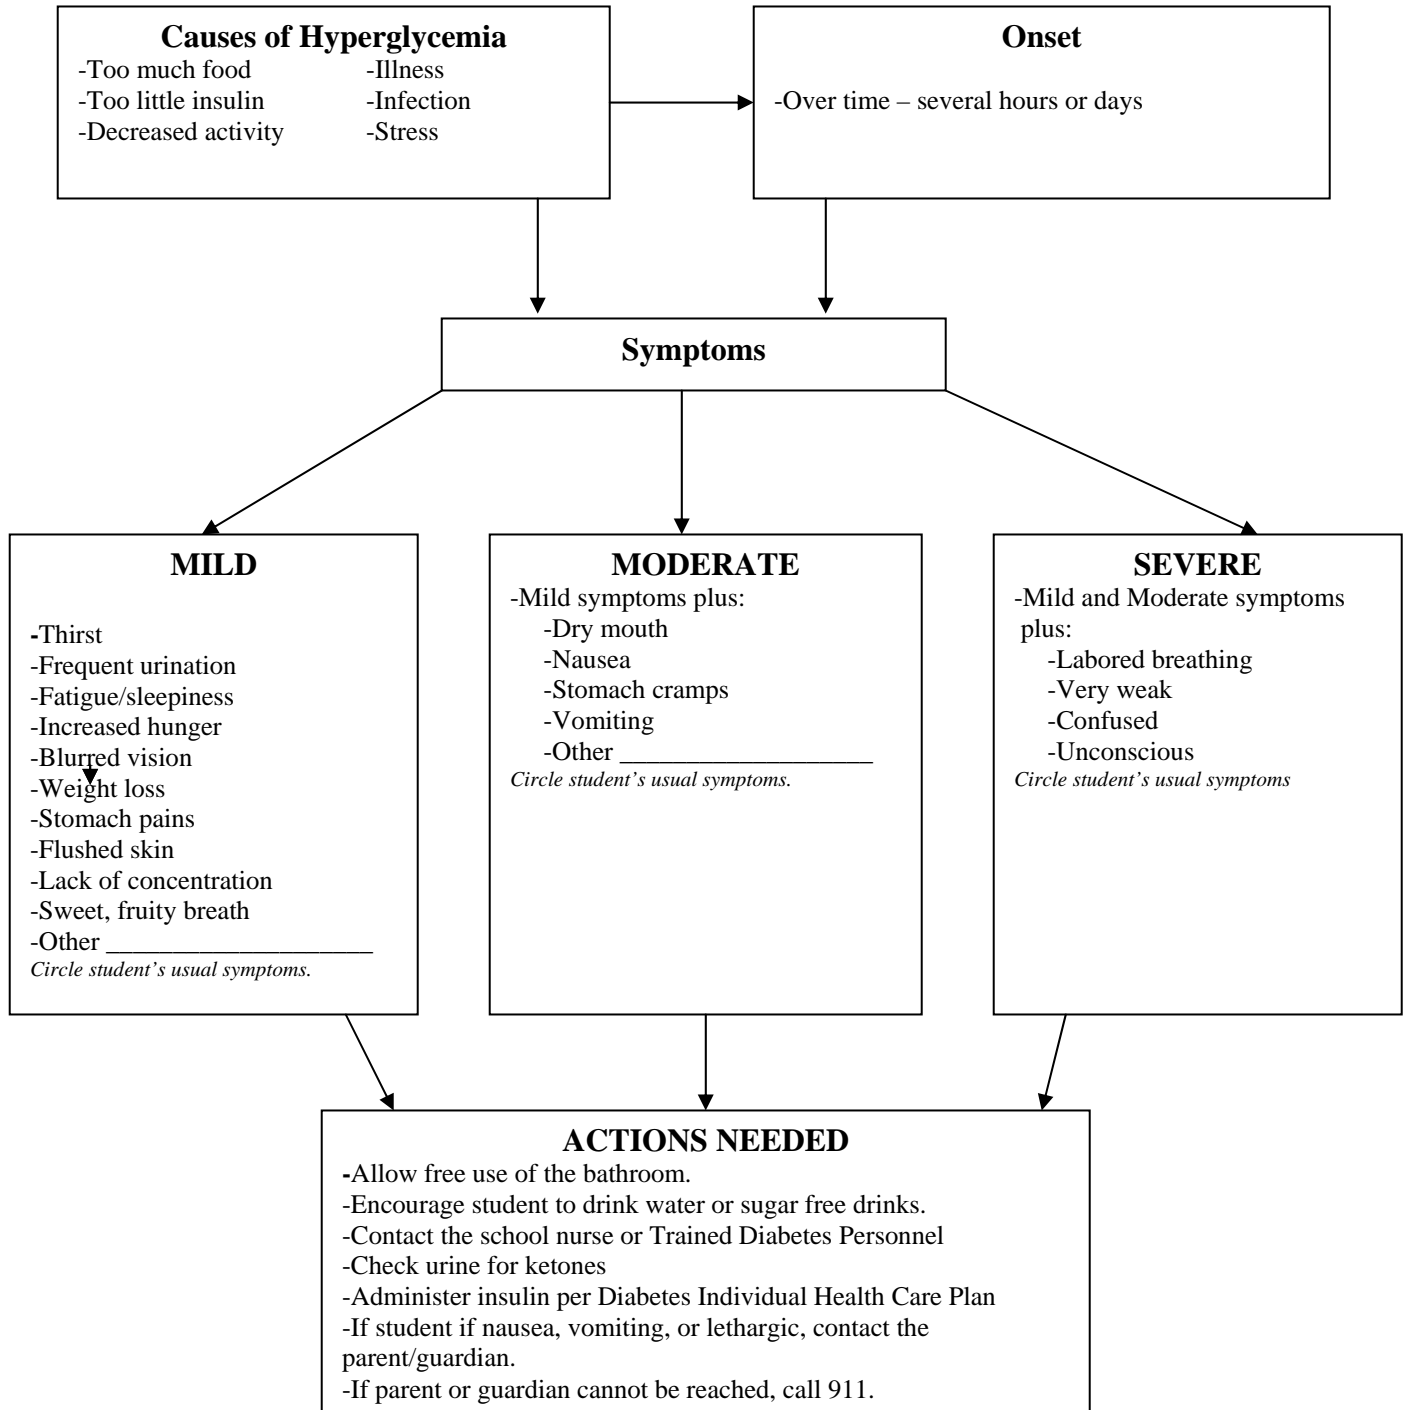 Causes of Hyperglycemia
-Too much food -Illness
-Too little insulin -Infection
-Decreased activity -Stress
Onset
-Over time – several hours or days
Symptoms
MILD
-Thirst
-Frequent urination
-Fatigue/sleepiness
-Increased hunger
-Blurred vision
-Weight loss
-Stomach pains
-Flushed skin
-Lack of concentration
-Sweet, fruity breath
-Other ____________________
Circle student’s usual symptoms.
MODERATE
-Mild symptoms plus:
-Dry mouth
-Nausea
-Stomach cramps
-Vomiting
-Other ___________________
Circle student’s usual symptoms.
SEVERE
-Mild and Moderate symptoms
plus:
-Labored breathing
-Very weak
-Confused
-Unconscious
Circle student’s usual symptoms
ACTIONS NEEDED
-Allow free use of the bathroom.
-Encourage student to drink water or sugar free drinks.
-Contact the school nurse or Trained Diabetes Personnel
-Check urine for ketones
-Administer insulin per Diabetes Individual Health Care Plan
-If student if nausea, vomiting, or lethargic, contact the
parent/guardian.
-If parent or guardian cannot be reached, call 911.